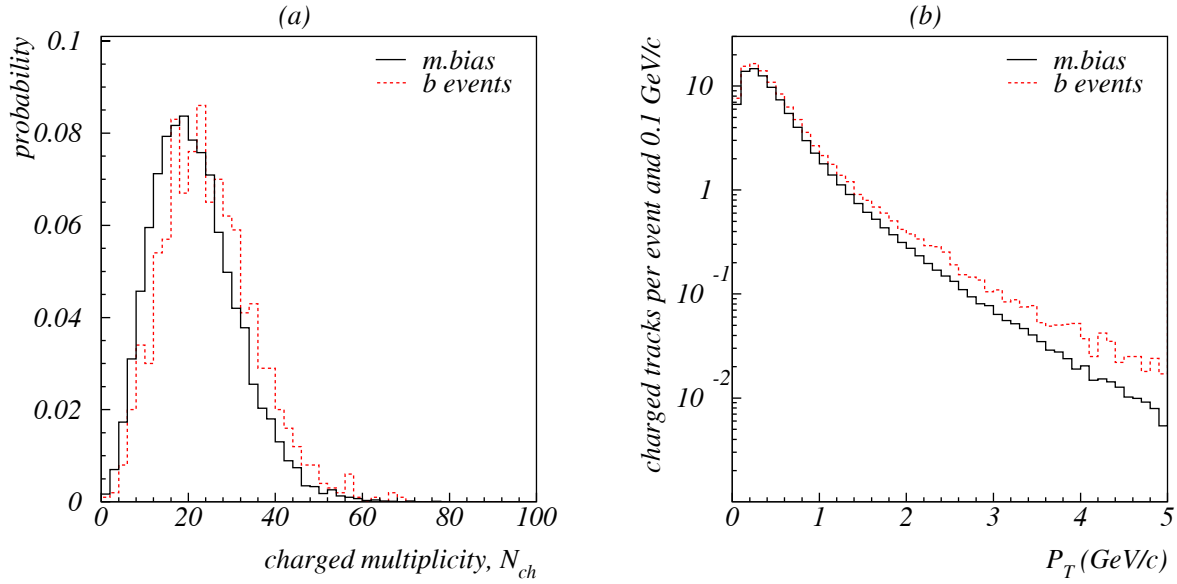 (a)
probability
0.1
0.08
0.06
0.04
0.02
0
m.bias
b events
0 20 40 60 80 100
charged multiplicity, N_ch
(b)
charged tracks per event and 0.1 GeV/c
10
1
10^-1
10^-2
m.bias
b events
0 1 2 3 4 5
P_T (GeV/c)